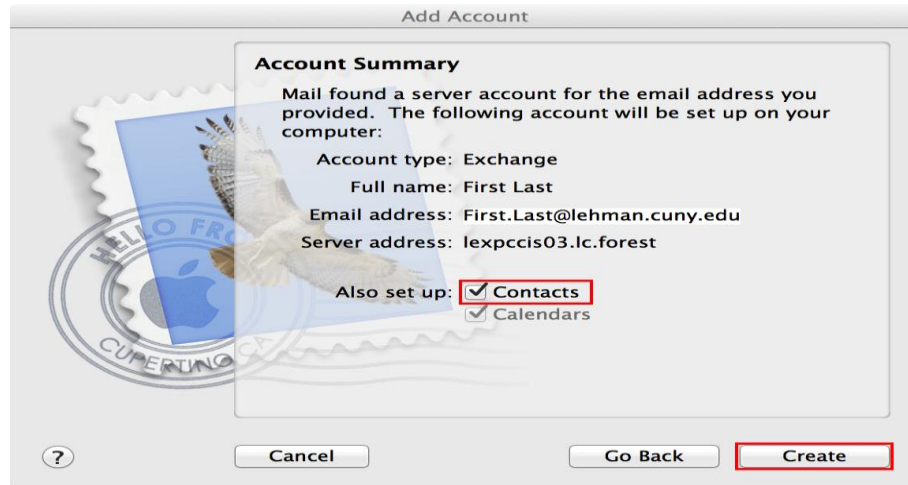 Add Account
Account Summary
Mail found a server account for the email address you
provided. The following account will be set up on your
computer:
Account type: Exchange
Full name: First Last
Email address: First.Last@lehman.cuny.edu
Server address: lexpccis03.lc.forest
Also set up: Contacts
Calendars
HELLO FRO
CUPERTINO CA
?
Cancel
Go Back
Create